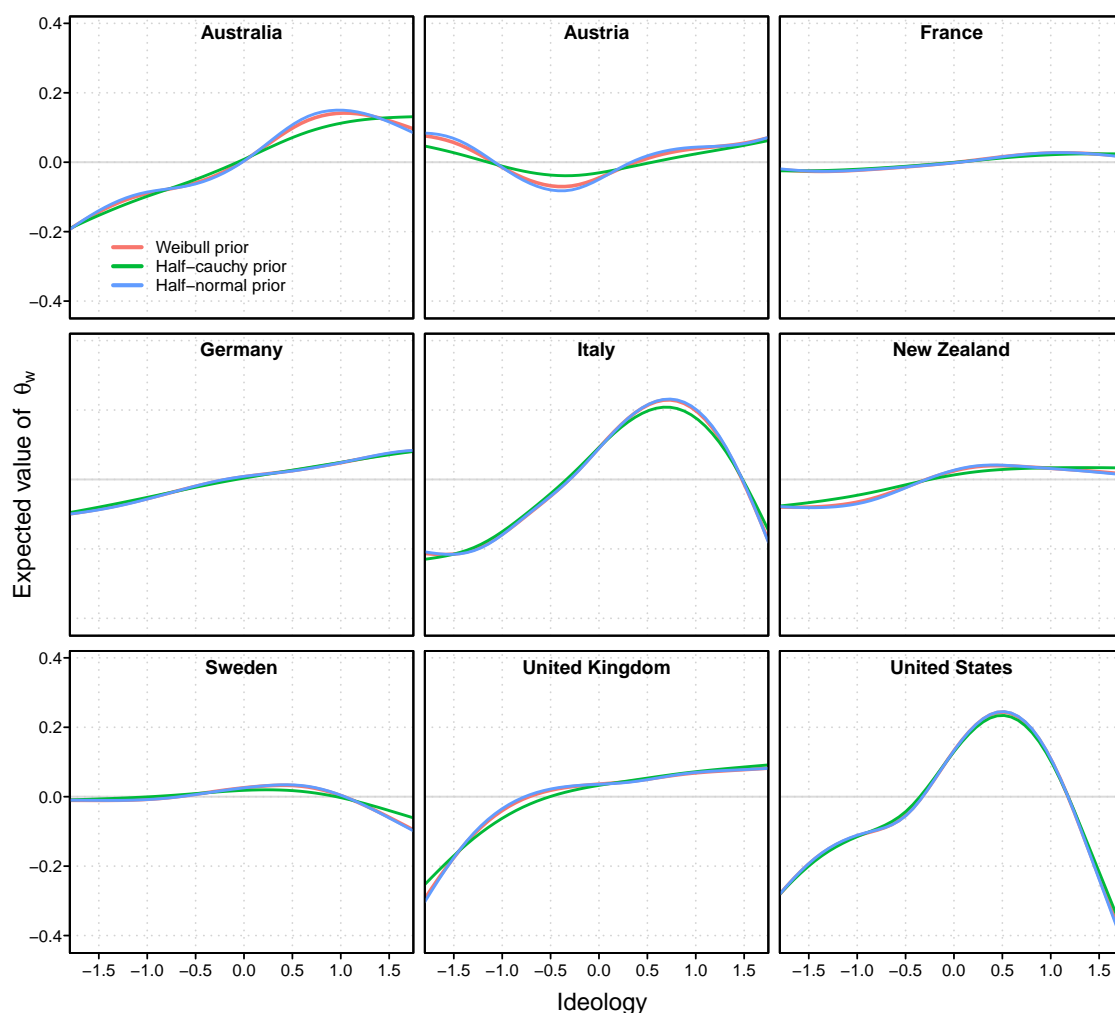 Australia
Austria
France
0.4
0.2
0.0
−0.2
−0.4
Weibull prior
Half−cauchy prior
Half−normal prior
Germany
Italy
New Zealand
Expected value of θw
Sweden
United Kingdom
United States
0.4
0.2
0.0
−0.2
−0.4
−1.5 −1.0 −0.5 0.0 0.5 1.0 1.5
−1.5 −1.0 −0.5 0.0 0.5 1.0 1.5
−1.5 −1.0 −0.5 0.0 0.5 1.0 1.5
Ideology